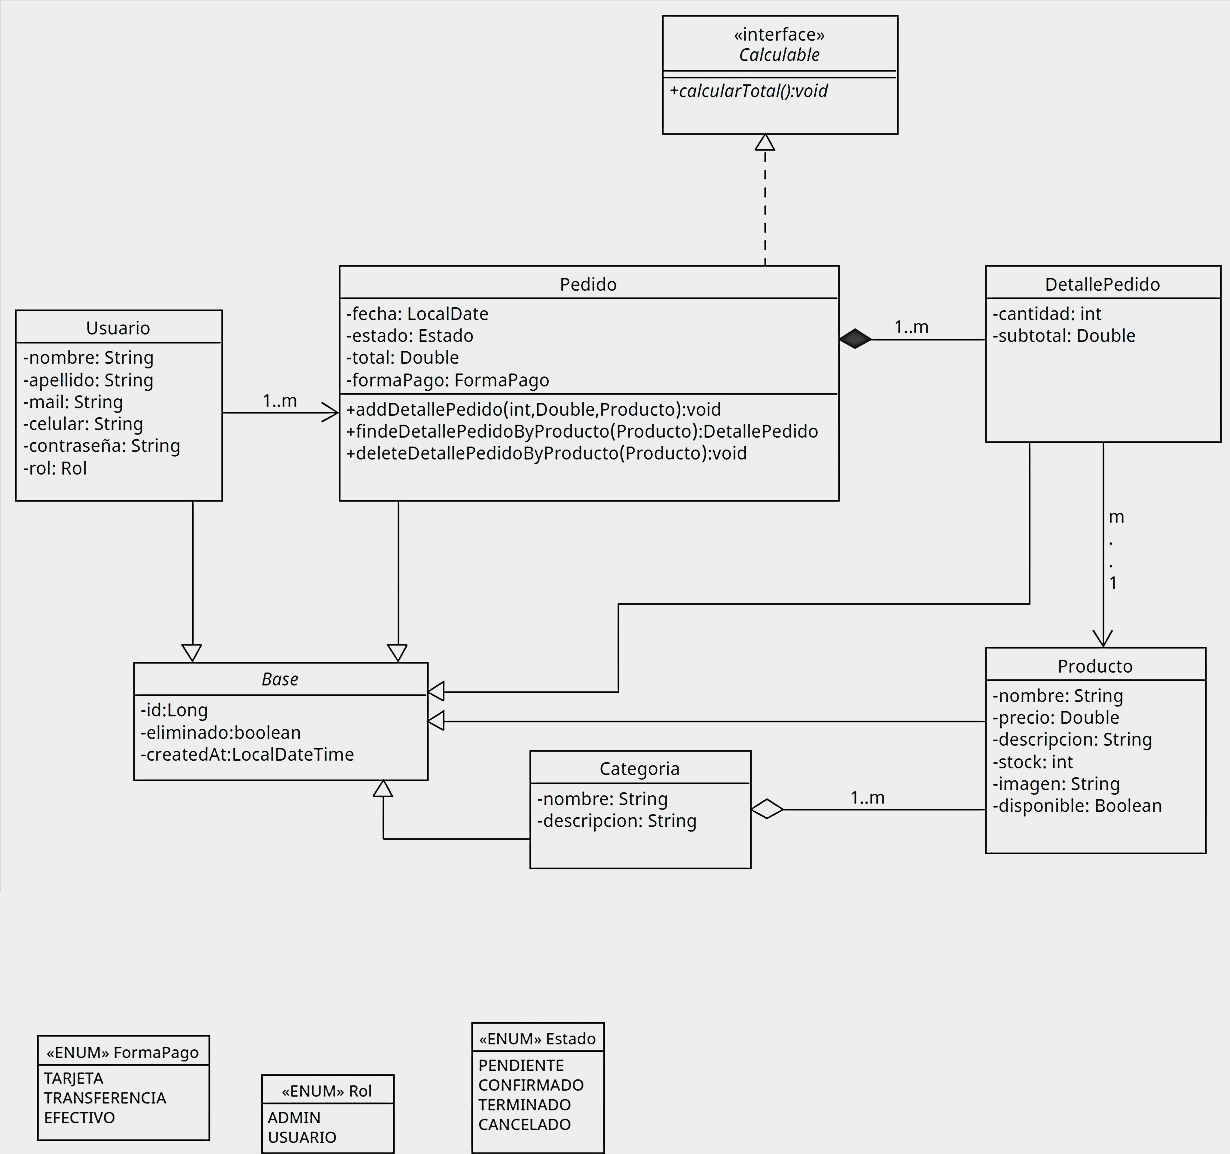 «interface»
Calculable
+calcularTotal():void
Pedido
-fecha: LocalDate
-estado: Estado
-total: Double
-formaPago: FormaPago
+addDetallePedido(int,Double,Producto):void
+findeDetallePedidoByProducto(Producto):DetallePedido
+deleteDetallePedidoByProducto(Producto):void
1..m
DetallePedido
-cantidad: int
-subtotal: Double
Usuario
-nombre: String
-apellido: String
-mail: String
-celular: String
-contraseña: String
-rol: Rol
1..m
m
.
.
1
Base
-id:Long
-eliminado:boolean
-createdAt:LocalDateTime
Producto
-nombre: String
-precio: Double
-descripcion: String
-stock: int
-imagen: String
-disponible: Boolean
Categoria
-nombre: String
-descripcion: String
1..m
«ENUM» FormaPago
TARJETA
TRANSFERENCIA
EFECTIVO
«ENUM» Rol
ADMIN
USUARIO
«ENUM» Estado
PENDIENTE
CONFIRMADO
TERMINADO
CANCELADO